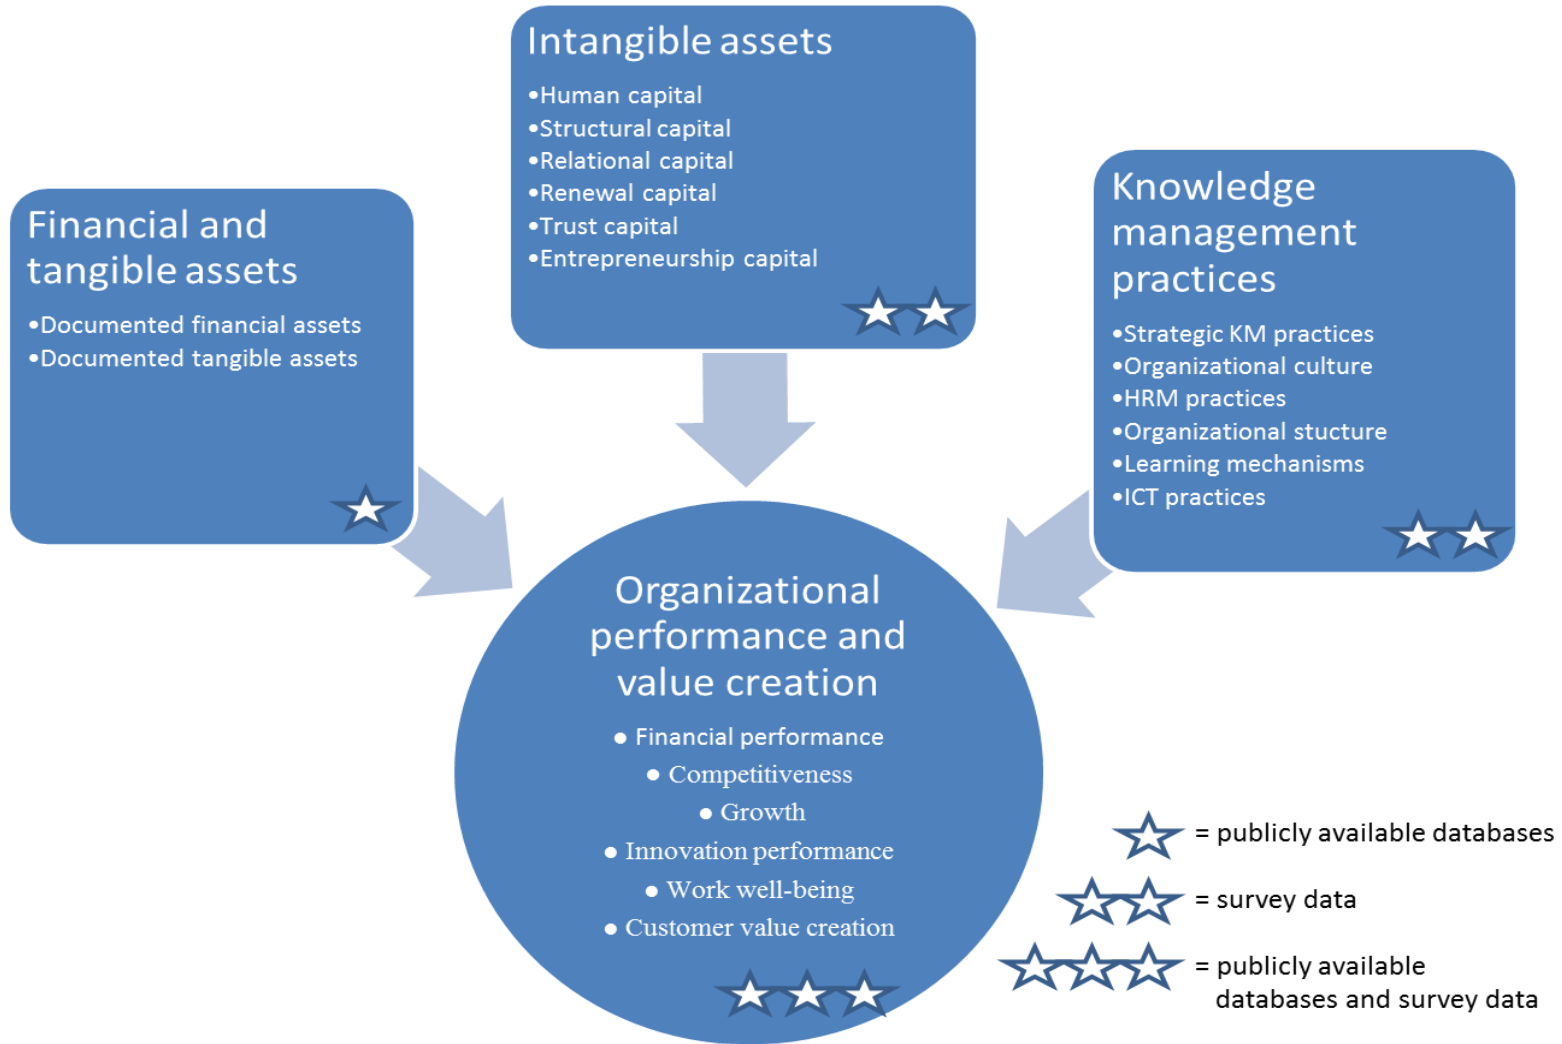 Intangible assets
•Human capital
•Structural capital
•Relational capital
•Renewal capital
•Trust capital
•Entrepreneurship capital
Financial and
tangible assets
•Documented financial assets
•Documented tangible assets
Knowledge
management
practices
•Strategic KM practices
•Organizational culture
•HRM practices
•Organizational stucture
•Learning mechanisms
•ICT practices
Organizational
performance and
value creation
● Financial performance
● Competitiveness
● Growth
● Innovation performance
● Work well-being
● Customer value creation
= publicly available databases
= survey data
= publicly available
databases and survey data